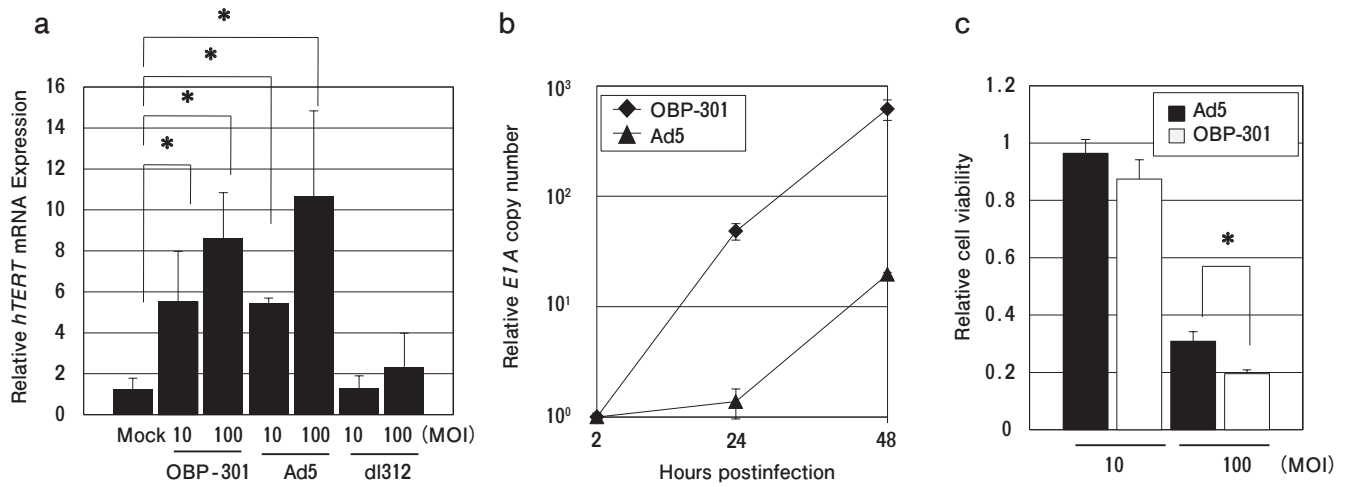 a
*
*
*
*
Relative hTERT mRNA Expression
16
14
12
10
8
6
4
2
0
Mock 10 100 10 100 10 100 (MOI)
OBP-301 Ad5 dl312
b
Relative E1A copy number
10³
10²
10¹
10⁰
OBP-301
Ad5
2 24 48
Hours postinfection
c
Relative cell viability
1.2
1
0.8
0.6
0.4
0.2
0
Ad5
OBP-301
*
10 100 (MOI)